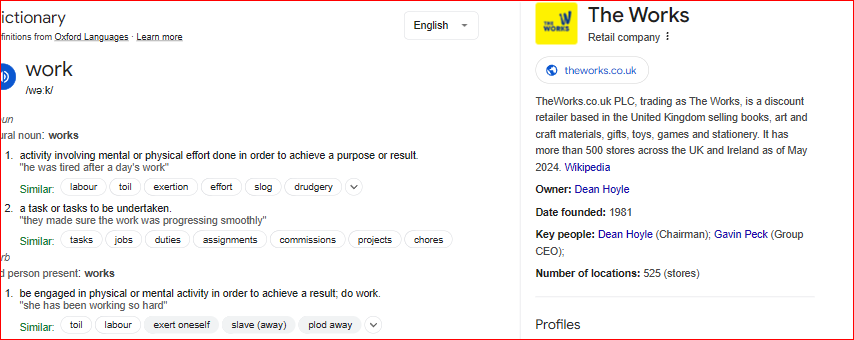 ictionary
efinitions from Oxford Languages · Learn more
English
work
/wəːk/
oun
ural noun: works
1. activity involving mental or physical effort done in order to achieve a purpose or result.
"he was tired after a day's work"
Similar: labour toil exertion effort slog drudgery
2. a task or tasks to be undertaken.
"they made sure the work was progressing smoothly"
Similar: tasks jobs duties assignments commissions projects chores
rb
d person present: works
1. be engaged in physical or mental activity in order to achieve a result; do work.
"she has been working so hard"
Similar: toil labour exert oneself slave (away) plod away
THE WORKS
The Works
Retail company
theworks.co.uk
TheWorks.co.uk PLC, trading as The Works, is a discount
retailer based in the United Kingdom selling books, art and
craft materials, gifts, toys, games and stationery. It has
more than 500 stores across the UK and Ireland as of May
2024. Wikipedia
Owner: Dean Hoyle
Date founded: 1981
Key people: Dean Hoyle (Chairman); Gavin Peck (Group
CEO);
Number of locations: 525 (stores)
Profiles